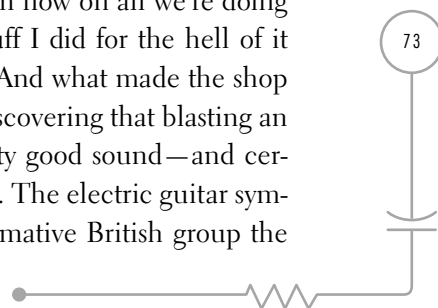 now on all we're doing
uff I did for the hell of it
And what made the shop
scovering that blasting an
ty good sound—and cer-
. The electric guitar sym-
mative British group the
73